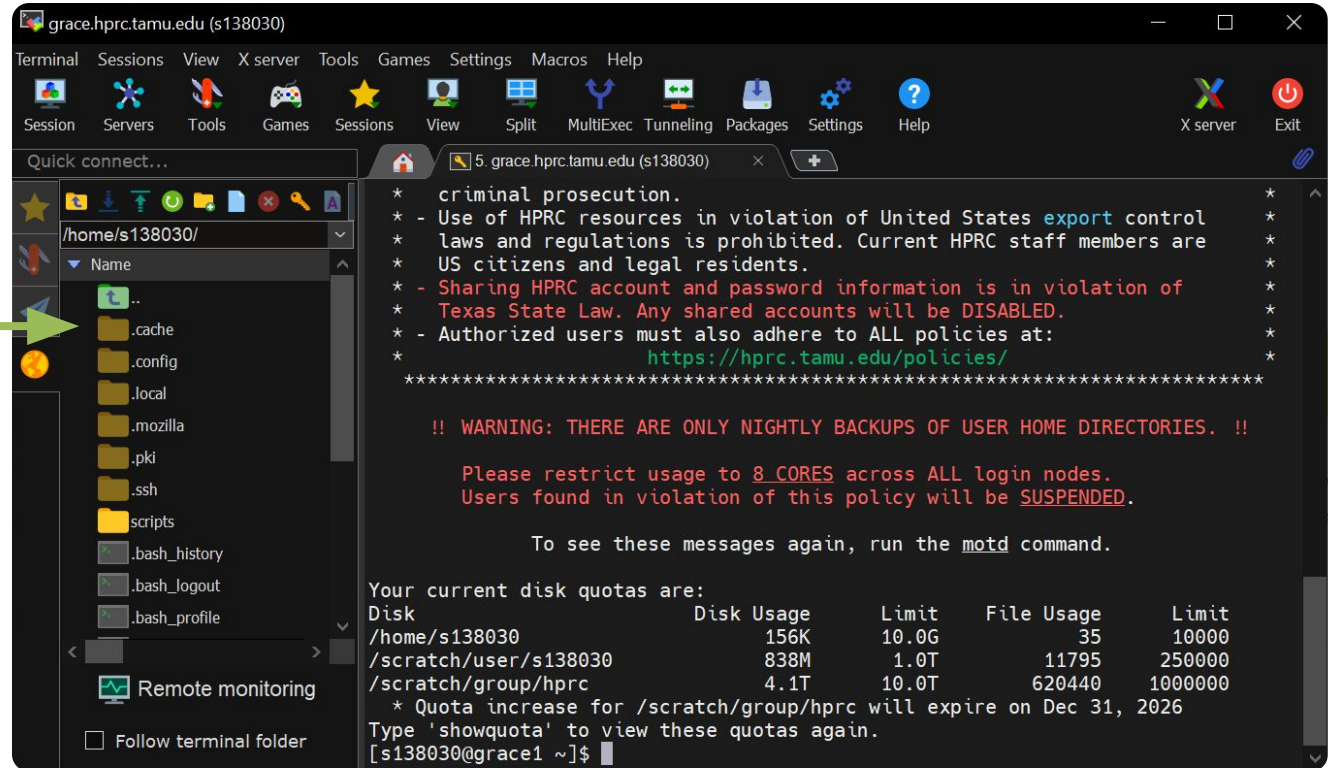 grace.hprc.tamu.edu (s138030)
Terminal Sessions View X server Tools Games Settings Macros Help
Session Servers Tools Games Sessions View Split MultiExec Tunneling Packages Settings Help X server Exit
Quick connect...
5. grace.hprc.tamu.edu (s138030)
/home/s138030/
Name
..
.cache
.config
.local
.mozilla
.pki
.ssh
scripts
.bash_history
.bash_logout
.bash_profile
Remote monitoring
Follow terminal folder
* criminal prosecution. *
* - Use of HPRC resources in violation of United States export control *
* laws and regulations is prohibited. Current HPRC staff members are *
* US citizens and legal residents. *
* - Sharing HPRC account and password information is in violation of *
* Texas State Law. Any shared accounts will be DISABLED. *
* - Authorized users must also adhere to ALL policies at: *
* https://hprc.tamu.edu/policies/ *
**************************************************************************
!! WARNING: THERE ARE ONLY NIGHTLY BACKUPS OF USER HOME DIRECTORIES. !!
Please restrict usage to 8 CORES across ALL login nodes.
Users found in violation of this policy will be SUSPENDED.
To see these messages again, run the motd command.
Your current disk quotas are:
Disk Disk Usage Limit File Usage Limit
/home/s138030 156K 10.0G 35 10000
/scratch/user/s138030 838M 1.0T 11795 250000
/scratch/group/hprc 4.1T 10.0T 620440 1000000
* Quota increase for /scratch/group/hprc will expire on Dec 31, 2026
Type 'showquota' to view these quotas again.
[s138030@grace1 ~]$